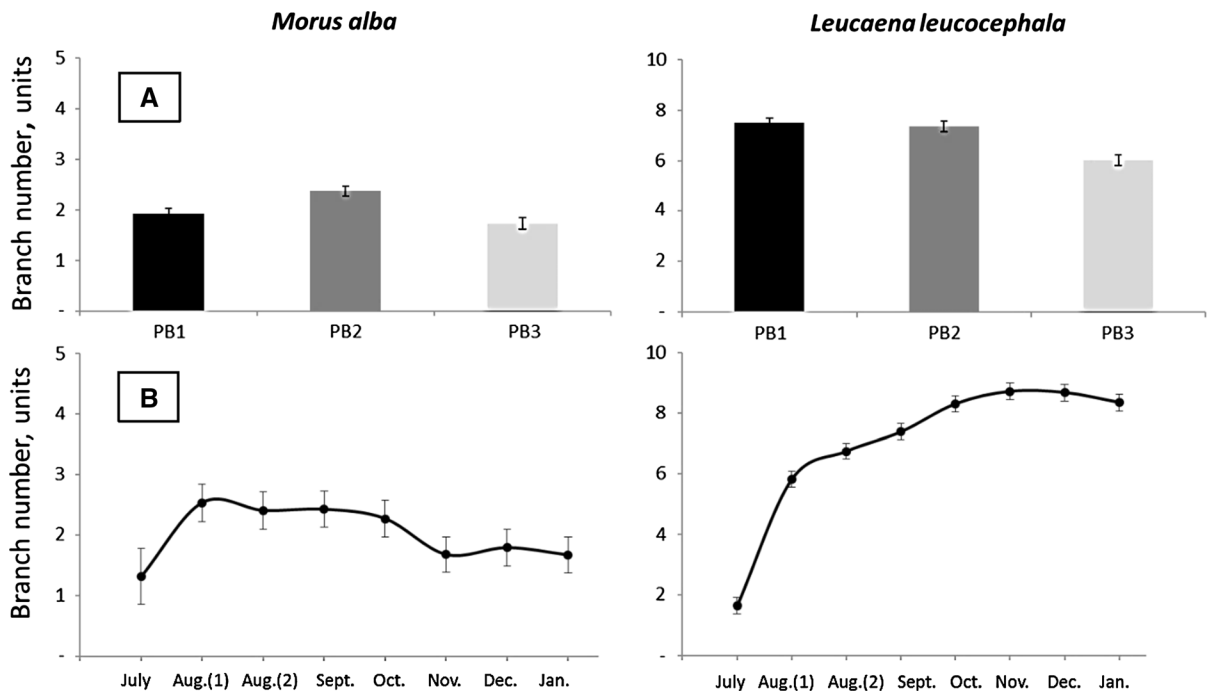 Morus alba
Leucaena leucocephala
Branch number, units
A
5
4
3
2
1
-
PB1 PB2 PB3
10
8
6
4
2
-
PB1 PB2 PB3
Branch number, units
B
5
4
3
2
1
-
July Aug.(1) Aug.(2) Sept. Oct. Nov. Dec. Jan.
10
8
6
4
2
-
July Aug.(1) Aug.(2) Sept. Oct. Nov. Dec. Jan.